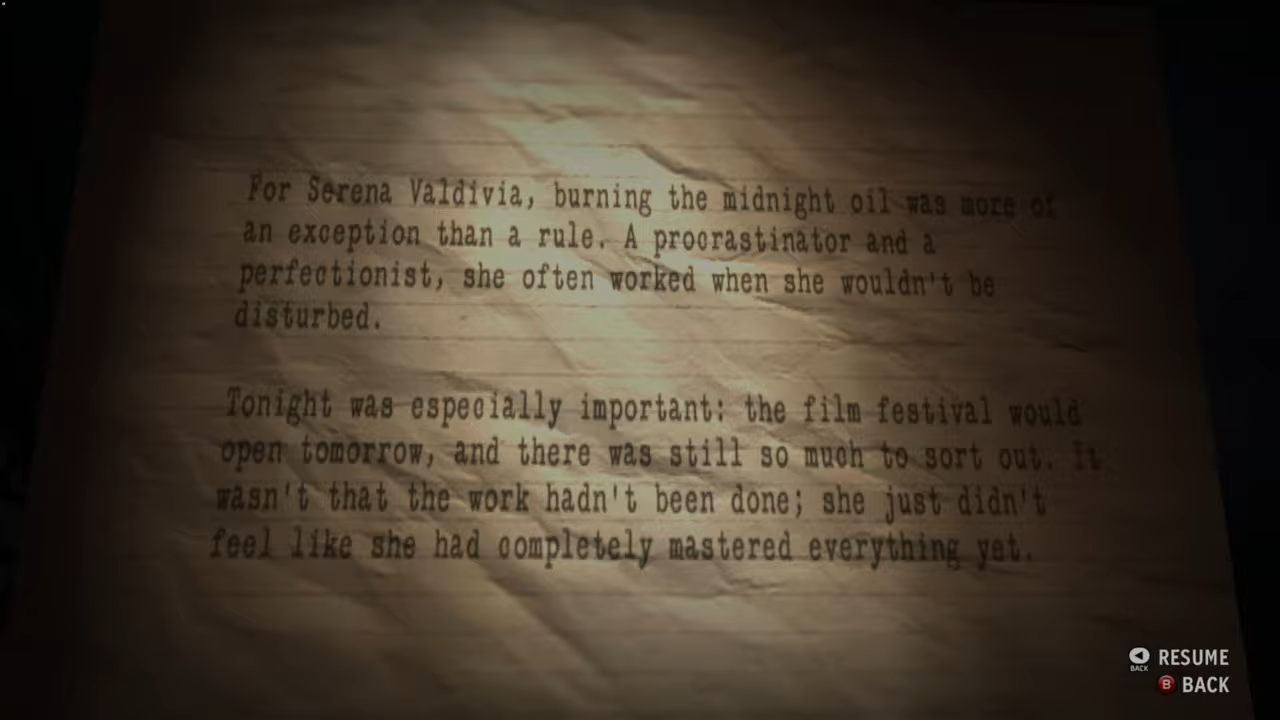 For Serena Valdivia, burning the midnight oil was more of
an exception than a rule. A procrastinator and a
perfectionist, she often worked when she wouldn't be
disturbed.
Tonight was especially important: the film festival would
open tomorrow, and there was still so much to sort out. It
wasn't that the work hadn't been done; she just didn't
feel like she had completely mastered everything yet.
BACK RESUME
B BACK